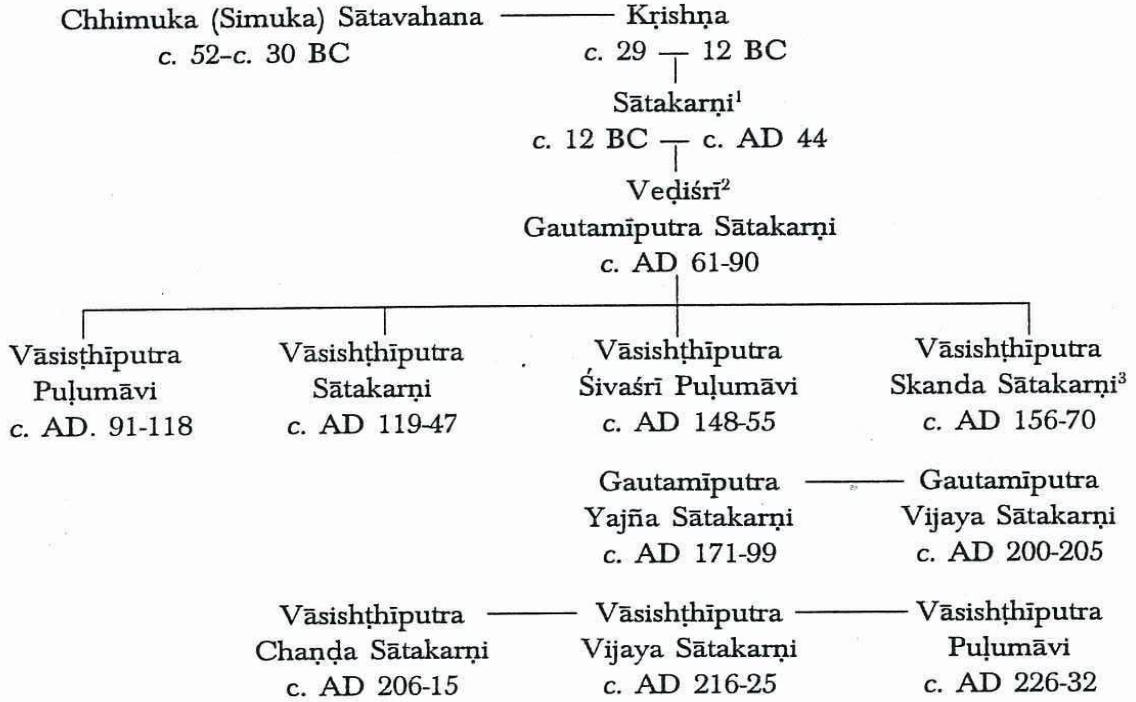 Chhimuka (Simuka) Sātavahana Kṛishṇa
c. 52–c. 30 BC c. 29 — 12 BC
Sātakarṇi¹
c. 12 BC — c. AD 44
Veḍiśrī²
Gautamīputra Sātakarṇi
c. AD 61-90
Vāsisṭhīputra Vāsishṭhīputra Vāsishṭhīputra Vāsishṭhīputra
Puḷumāvi Sātakarṇi Śivaśrī Puḷumāvi Skanda Sātakarṇi³
c. AD. 91-118 c. AD 119-47 c. AD 148-55 c. AD 156-70
Gautamīputra Gautamīputra
Yajña Sātakarṇi Vijaya Sātakarṇi
c. AD 171-99 c. AD 200-205
Vāsishṭhīputra Vāsishṭhīputra Vāsishṭhīputra
Chaṇḍa Sātakarṇi Vijaya Sātakarṇi Puḷumāvi
c. AD 206-15 c. AD 216-25 c. AD 226-32